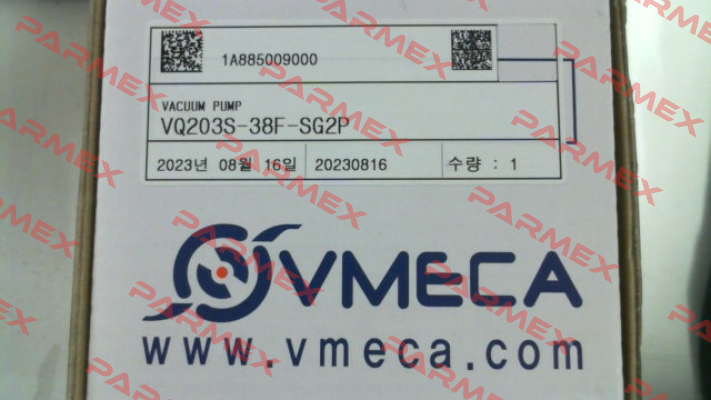 1A885009000
VACUUM PUMP
VQ203S-38F-SG2P
2023년 08월 16일 20230816 수량 : 1
VMECA
www.vmeca.com
PARMEX